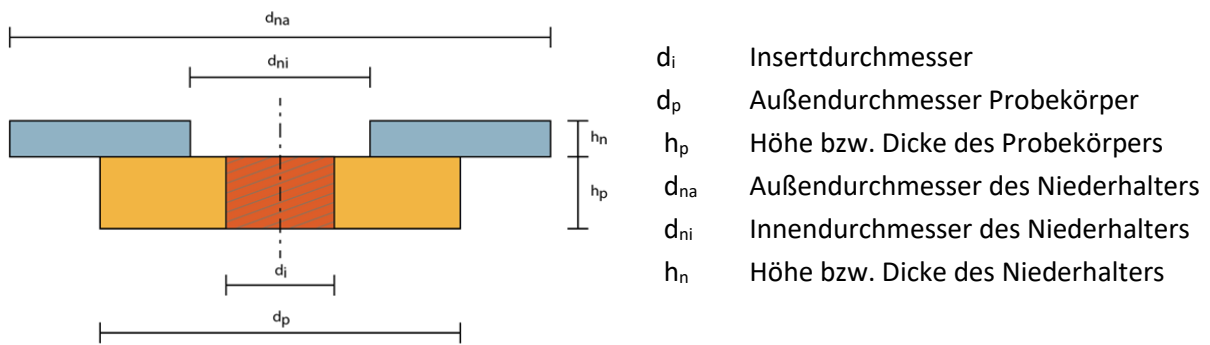 dna
dni
hn
hp
di
dp
di Insertdurchmesser
dp Außendurchmesser Probekörper
hp Höhe bzw. Dicke des Probekörpers
dna Außendurchmesser des Niederhalters
dni Innendurchmesser des Niederhalters
hn Höhe bzw. Dicke des Niederhalters